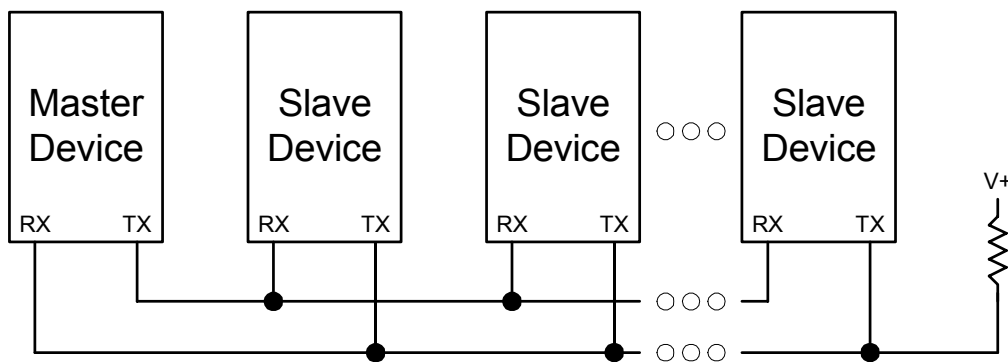 Master
Device
Slave
Device
Slave
Device
Slave
Device
V+
RX TX
RX TX
RX TX
RX TX